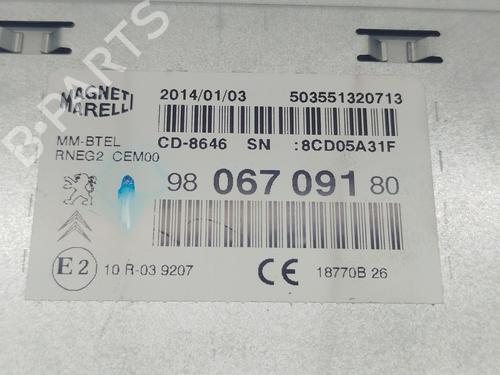 B-PARTS
MAGNETI
MARELLI
2014/01/03 503551320713
MM-BTEL CD-8646 SN :8CD05A31F
RNEG2 CEM00
98 067 091 80
E2 10 R-03 9207 CE 18770B 26